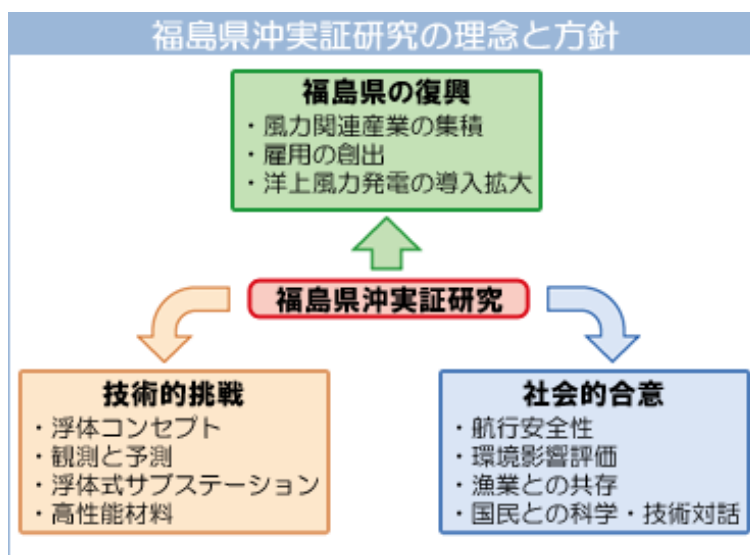 福島県沖実証研究の理念と方針
福島県の復興
・風力関連産業の集積
・雇用の創出
・洋上風力発電の導入拡大
福島県沖実証研究
技術的挑戦
・浮体コンセプト
・観測と予測
・浮体式サブステーション
・高性能材料
社会的合意
・航行安全性
・環境影響評価
・漁業との共存
・国民との科学・技術対話